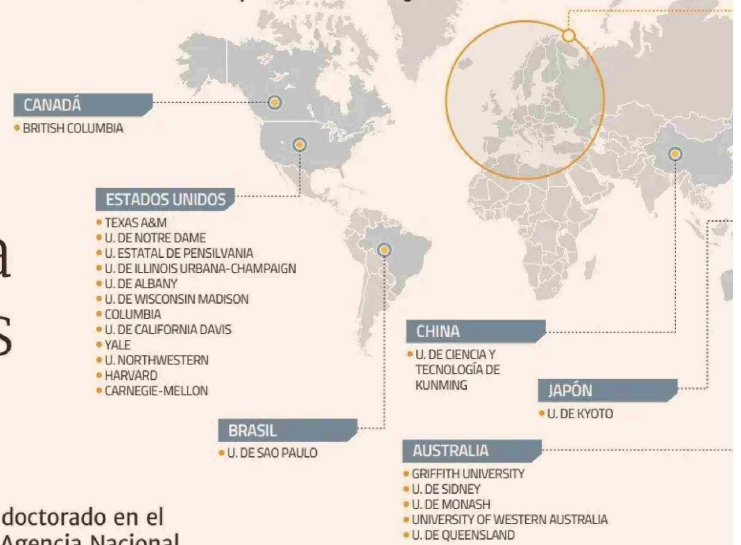 CANADÁ
BRITISH COLUMBIA
ESTADOS UNIDOS
TEXAS A&M
U. DE NOTRE DAME
U. ESTATAL DE PENSILVANIA
U. DE ILLINOIS URBANA-CHAMPAIGN
U. DE ALBANY
U. DE WISCONSIN MADISON
COLUMBIA
U. DE CALIFORNIA DAVIS
YALE
U. NORTHWESTERN
HARVARD
CARNEGIE-MELLON
a
s
BRASIL
U. DE SAO PAULO
CHINA
U. DE CIENCIA Y
TECNOLOGÍA DE
KUNMING
JAPÓN
U. DE KYOTO
AUSTRALIA
GRIFFITH UNIVERSITY
U. DE SIDNEY
U. DE MONASH
UNIVERSITY OF WESTERN AUSTRALIA
U. DE QUEENSLAND
doctorado en el
Agencia Nacional